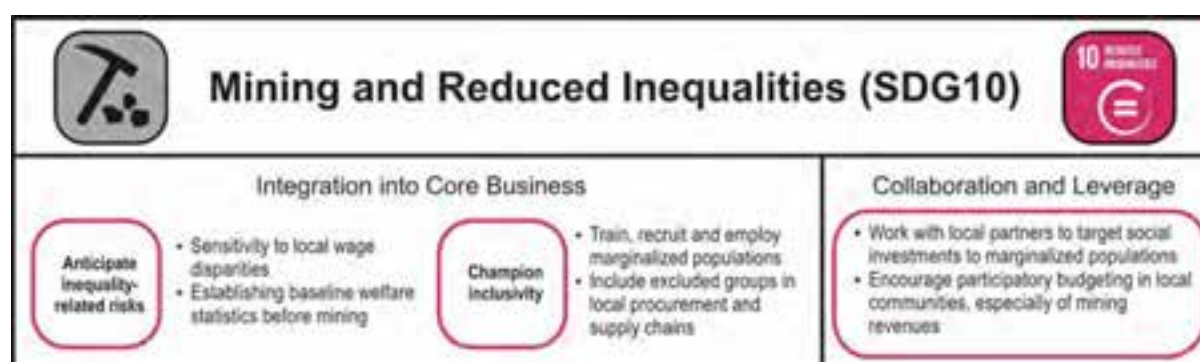 Mining and Reduced Inequalities (SDG10)
10 REDUCED
INEQUALITIES
Integration into Core Business
Anticipate
inequality-
related risks
• Sensitivity to local wage
disparities
• Establishing baseline welfare
statistics before mining
Champion
inclusivity
• Train, recruit and employ
marginalized populations
• Include excluded groups in
local procurement and
supply chains
Collaboration and Leverage
• Work with local partners to target social
investments to marginalized populations
• Encourage participatory budgeting in local
communities, especially of mining
revenues